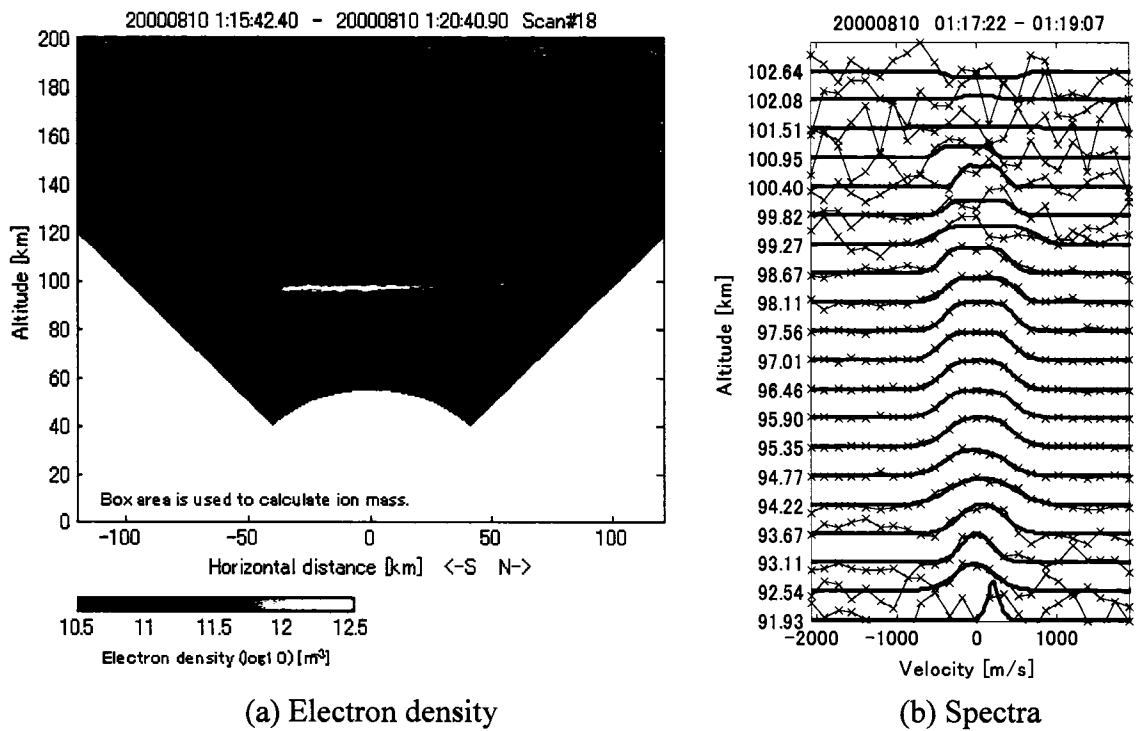 20000810 1:15:42.40 - 20000810 1:20:40.90 Scan#18
200
180
160
140
120
100
80
60
40
20
0
Altitude [km]
Box area is used to calculate ion mass.
-100 -50 0 50 100
Horizontal distance [km] <-S N->
10.5 11 11.5 12 12.5
Electron density (log10) [m³]
(a) Electron density
20000810 01:17:22 - 01:19:07
102.64
102.08
101.51
100.95
100.40
99.82
99.27
98.67
98.11
97.56
97.01
96.46
95.90
95.35
94.77
94.22
93.67
93.11
92.54
91.93
Altitude [km]
-2000 -1000 0 1000
Velocity [m/s]
(b) Spectra